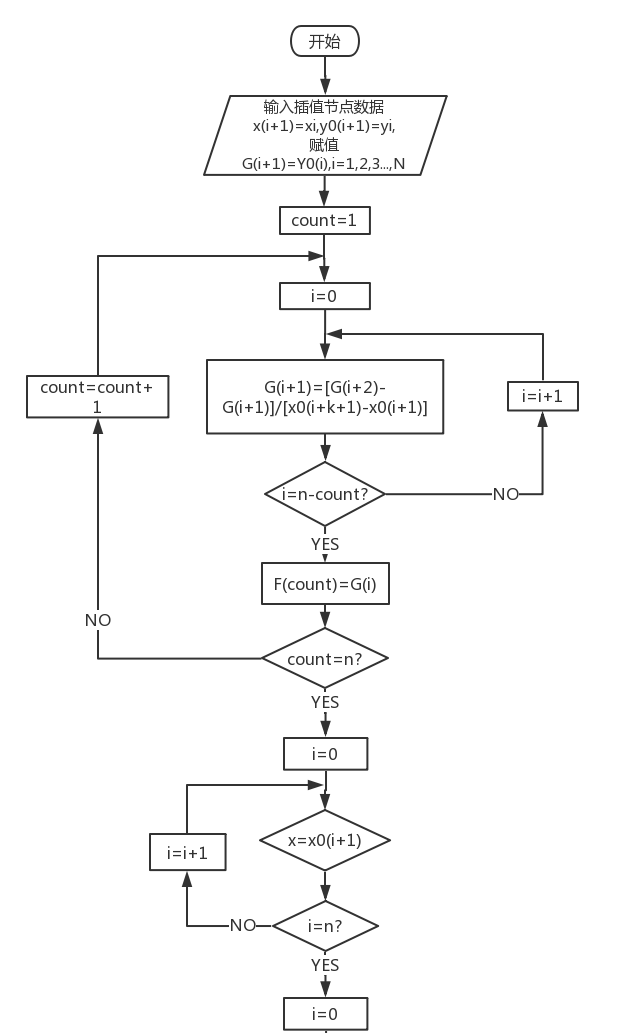 开始
输入插值节点数据
x(i+1)=xi,y0(i+1)=yi,
赋值
G(i+1)=Y0(i),i=1,2,3...,N
count=1
i=0
count=count+
1
G(i+1)=[G(i+2)-
G(i+1)]/[x0(i+k+1)-x0(i+1)]
i=i+1
i=n-count?
NO
YES
F(count)=G(i)
NO
count=n?
YES
i=0
x=x0(i+1)
i=i+1
NO
i=n?
YES
i=0